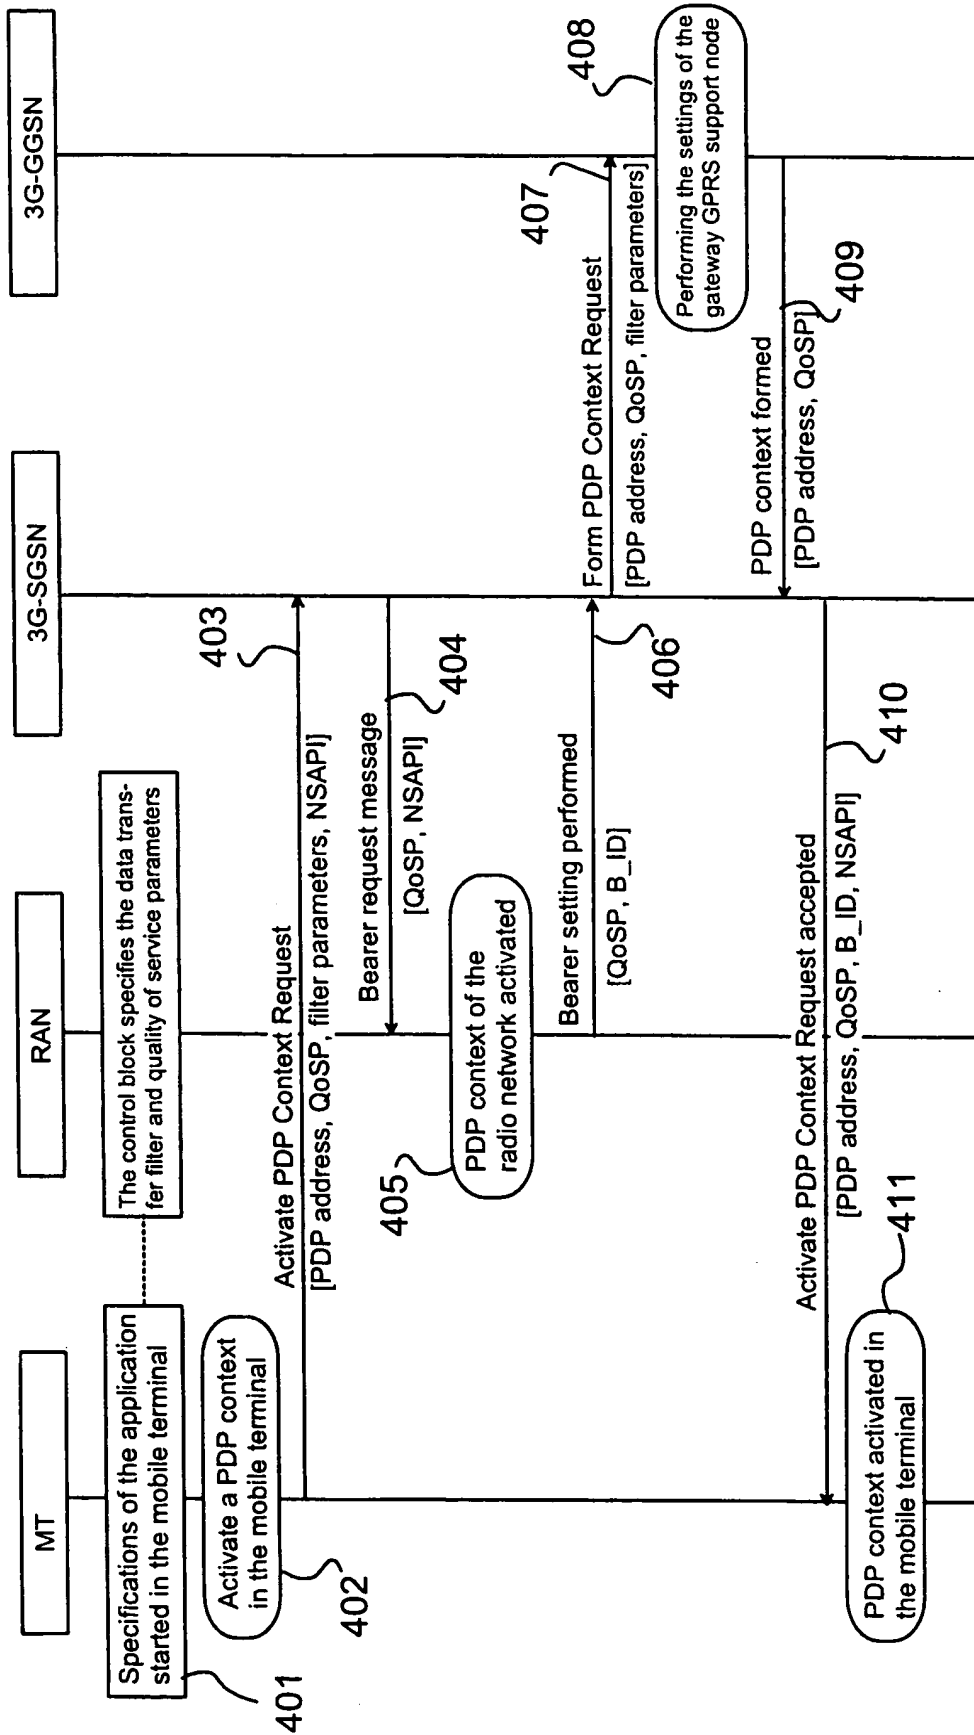 MT
RAN
3G-SGSN
3G-GGSN
Specifications of the application
started in the mobile terminal
401
The control block specifies the data trans-
fer filter and quality of service parameters
Activate a PDP context
in the mobile terminal
402
Activate PDP Context Request
[PDP address, QoSP, filter parameters, NSAPI]
403
Bearer request message
[QoSP, NSAPI]
404
PDP context of the
radio network activated
405
Bearer setting performed
[QoSP, B_ID]
406
Form PDP Context Request
[PDP address, QoSP, filter parameters]
407
Performing the settings of the
gateway GPRS support node
408
PDP context formed
[PDP address, QoSP]
409
Activate PDP Context Request accepted
[PDP address, QoSP, B_ID, NSAPI]
410
PDP context activated in
the mobile terminal
411